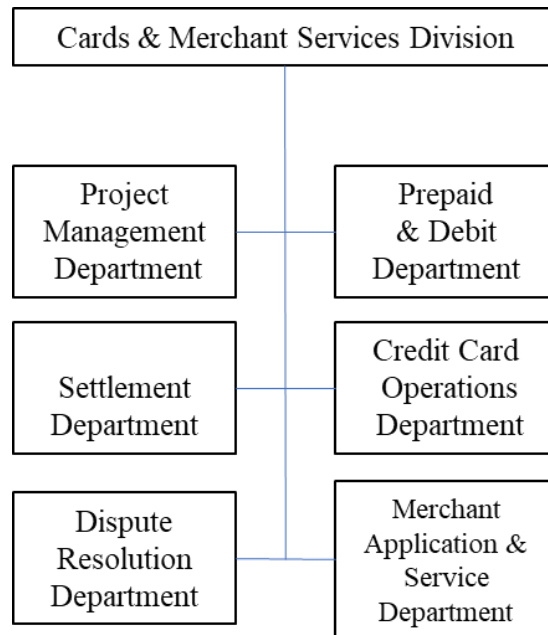 Cards & Merchant Services Division
Project
Management
Department
Prepaid
& Debit
Department
Settlement
Department
Credit Card
Operations
Department
Dispute
Resolution
Department
Merchant
Application &
Service
Department